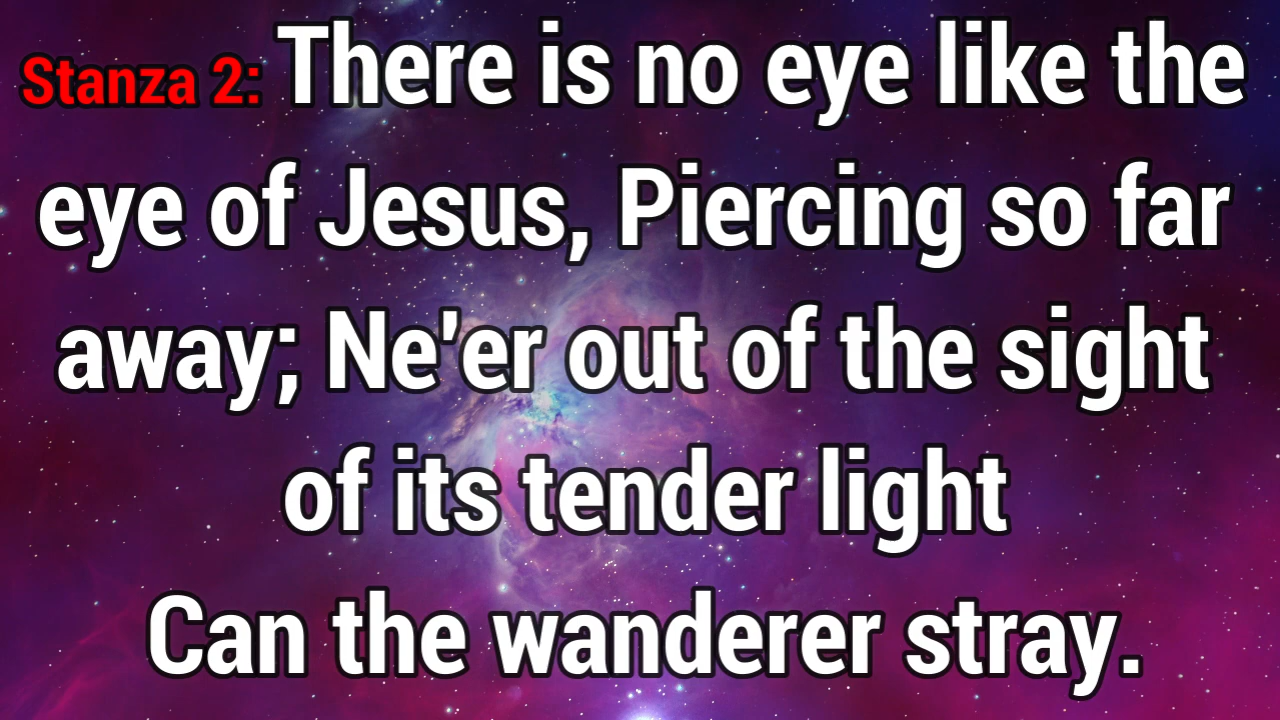 Stanza 2: There is no eye like the
eye of Jesus, Piercing so far
away; Ne'er out of the sight
of its tender light
Can the wanderer stray.